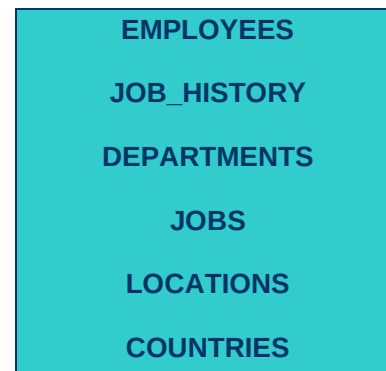 EMPLOYEES
JOB_HISTORY
DEPARTMENTS
JOBS
LOCATIONS
COUNTRIES